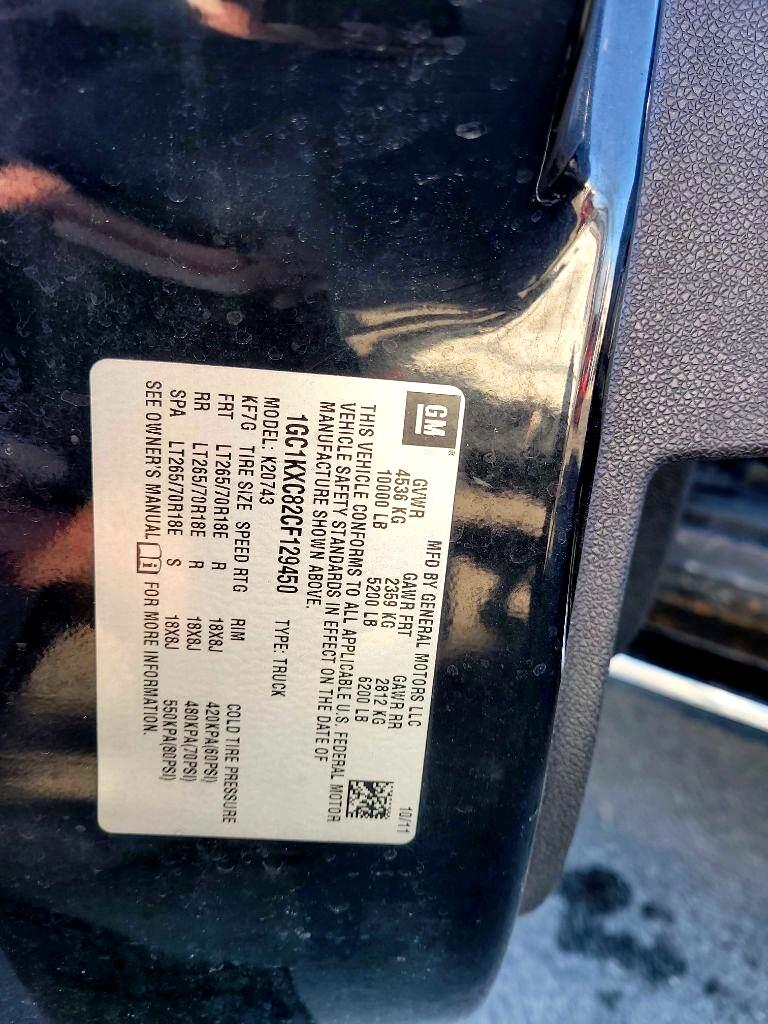 GM®
MFD BY GENERAL MOTORS LLC 10/11
GVWR GAWR FRT GAWR RR
4536 KG 2359 KG 2812 KG
10000 LB 5200 LB 6200 LB
THIS VEHICLE CONFORMS TO ALL APPLICABLE U.S. FEDERAL MOTOR
VEHICLE SAFETY STANDARDS IN EFFECT ON THE DATE OF
MANUFACTURE SHOWN ABOVE.
1GC1KXC82CF129450 TYPE: TRUCK
MODEL: K20743
KF7G TIRE SIZE SPEED RTG RIM COLD TIRE PRESSURE
FRT LT265/70R18E R 18X8J 420KPA(60PSI)
RR LT265/70R18E R 18X8J 480KPA(70PSI)
SPA LT265/70R18E S 18X8J 550KPA(80PSI)
SEE OWNER'S MANUAL i FOR MORE INFORMATION.